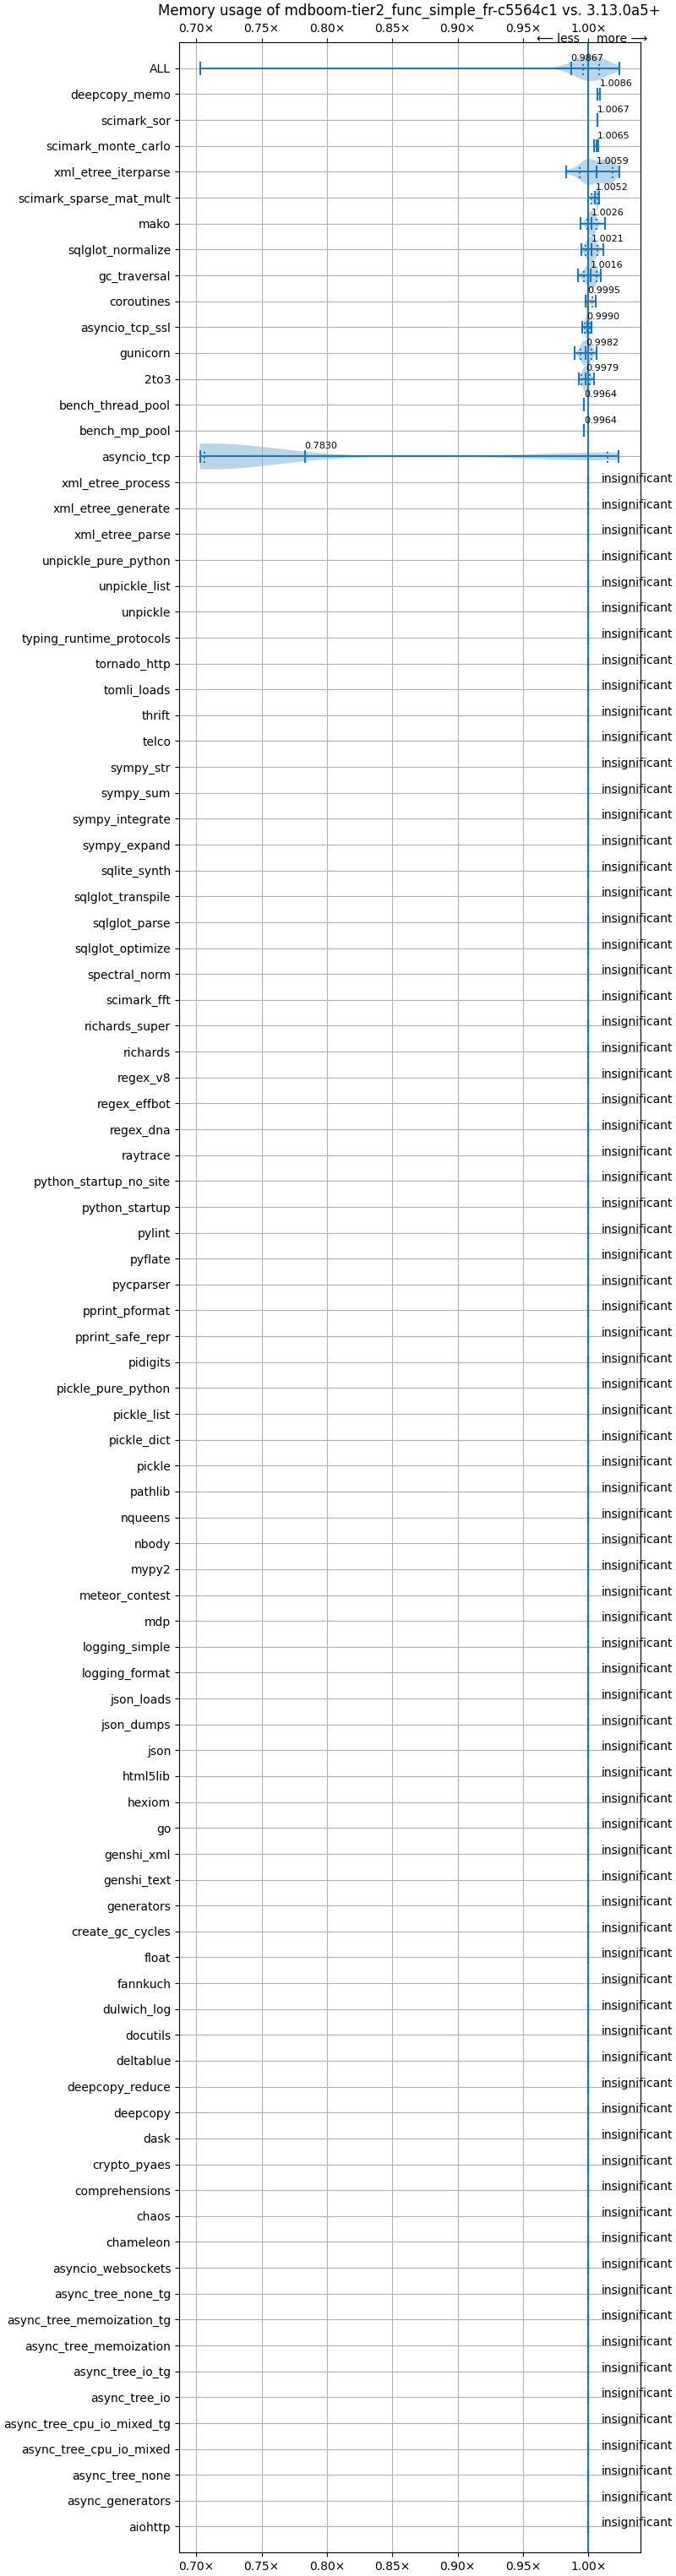 Memory usage of mdboom-tier2_func_simple_fr-c5564c1 vs. 3.13.0a5+
0.70× 0.75× 0.80× 0.85× 0.90× 0.95× 1.00×
⟵ less more ⟶
ALL 0.9867
deepcopy_memo 1.0086
scimark_sor 1.0067
scimark_monte_carlo 1.0065
xml_etree_iterparse 1.0059
scimark_sparse_mat_mult 1.0052
mako 1.0026
sqlglot_normalize 1.0021
gc_traversal 1.0016
coroutines 0.9995
asyncio_tcp_ssl 0.9990
gunicorn 0.9982
2to3 0.9979
bench_thread_pool 0.9964
bench_mp_pool 0.9964
asyncio_tcp 0.7830
xml_etree_process insignificant
xml_etree_generate insignificant
xml_etree_parse insignificant
unpickle_pure_python insignificant
unpickle_list insignificant
unpickle insignificant
typing_runtime_protocols insignificant
tornado_http insignificant
tomli_loads insignificant
thrift insignificant
telco insignificant
sympy_str insignificant
sympy_sum insignificant
sympy_integrate insignificant
sympy_expand insignificant
sqlite_synth insignificant
sqlglot_transpile insignificant
sqlglot_parse insignificant
sqlglot_optimize insignificant
spectral_norm insignificant
scimark_fft insignificant
richards_super insignificant
richards insignificant
regex_v8 insignificant
regex_effbot insignificant
regex_dna insignificant
raytrace insignificant
python_startup_no_site insignificant
python_startup insignificant
pylint insignificant
pyflate insignificant
pycparser insignificant
pprint_pformat insignificant
pprint_safe_repr insignificant
pidigits insignificant
pickle_pure_python insignificant
pickle_list insignificant
pickle_dict insignificant
pickle insignificant
pathlib insignificant
nqueens insignificant
nbody insignificant
mypy2 insignificant
meteor_contest insignificant
mdp insignificant
logging_simple insignificant
logging_format insignificant
json_loads insignificant
json_dumps insignificant
json insignificant
html5lib insignificant
hexiom insignificant
go insignificant
genshi_xml insignificant
genshi_text insignificant
generators insignificant
create_gc_cycles insignificant
float insignificant
fannkuch insignificant
dulwich_log insignificant
docutils insignificant
deltablue insignificant
deepcopy_reduce insignificant
deepcopy insignificant
dask insignificant
crypto_pyaes insignificant
comprehensions insignificant
chaos insignificant
chameleon insignificant
asyncio_websockets insignificant
async_tree_none_tg insignificant
async_tree_memoization_tg insignificant
async_tree_memoization insignificant
async_tree_io_tg insignificant
async_tree_io insignificant
async_tree_cpu_io_mixed_tg insignificant
async_tree_cpu_io_mixed insignificant
async_tree_none insignificant
async_generators insignificant
aiohttp insignificant
0.70× 0.75× 0.80× 0.85× 0.90× 0.95× 1.00×